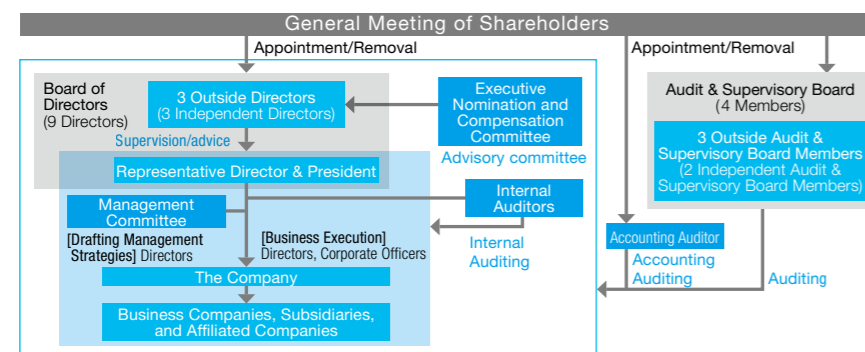 General Meeting of Shareholders
Appointment/Removal
Appointment/Removal
Board of
Directors
(9 Directors)
3 Outside Directors
(3 Independent Directors)
Executive
Nomination and
Compensation
Committee
Advisory committee
Supervision/advice
Representative Director & President
Management
Committee
Internal
Auditors
[Drafting Management
Strategies] Directors
[Business Execution]
Directors, Corporate Officers
Internal
Auditing
The Company
Business Companies, Subsidiaries,
and Affiliated Companies
Audit & Supervisory Board
(4 Members)
3 Outside Audit &
Supervisory Board Members
(2 Independent Audit &
Supervisory Board Members)
Accounting Auditor
Accounting
Auditing
Auditing